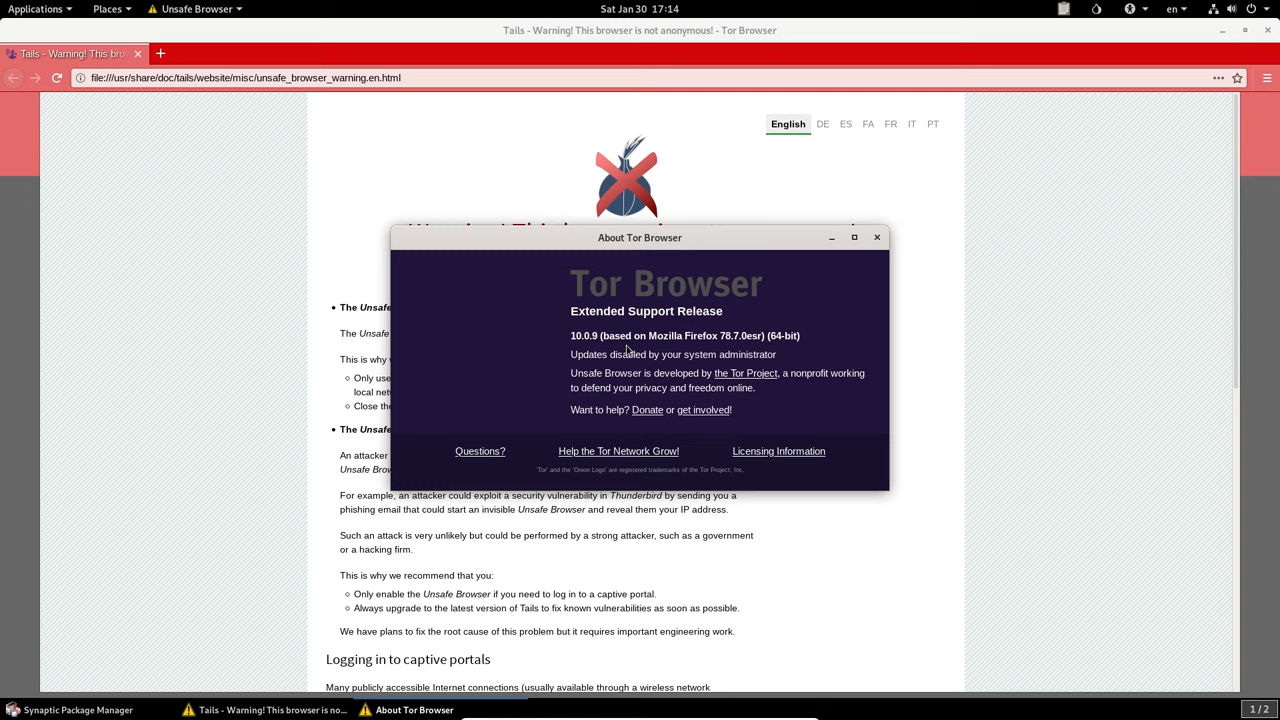 Applications Places Unsafe Browser Sat Jan 30 17:14 en
Tails - Warning! This browser is not anonymous! - Tor Browser
Tails - Warning! This bro
file:///usr/share/doc/tails/website/misc/unsafe_browser_warning.en.html
English DE ES FA FR IT PT
About Tor Browser
Tor Browser
Extended Support Release
10.0.9 (based on Mozilla Firefox 78.7.0esr) (64-bit)
Updates disabled by your system administrator
Unsafe Browser is developed by the Tor Project, a nonprofit working
to defend your privacy and freedom online.
Want to help? Donate or get involved!
Questions? Help the Tor Network Grow! Licensing Information
'Tor' and the 'Onion Logo' are registered trademarks of the Tor Project, Inc.
• The Unsafe
The Unsafe
This is why
Only use
local net
Close the
• The Unsafe
An attacker
Unsafe Brow
For example, an attacker could exploit a security vulnerability in Thunderbird by sending you a
phishing email that could start an invisible Unsafe Browser and reveal them your IP address.
Such an attack is very unlikely but could be performed by a strong attacker, such as a government
or a hacking firm.
This is why we recommend that you:
Only enable the Unsafe Browser if you need to log in to a captive portal.
Always upgrade to the latest version of Tails to fix known vulnerabilities as soon as possible.
We have plans to fix the root cause of this problem but it requires important engineering work.
Logging in to captive portals
Many publicly accessible Internet connections (usually available through a wireless network
Synaptic Package Manager Tails - Warning! This browser is no... About Tor Browser 1 / 2